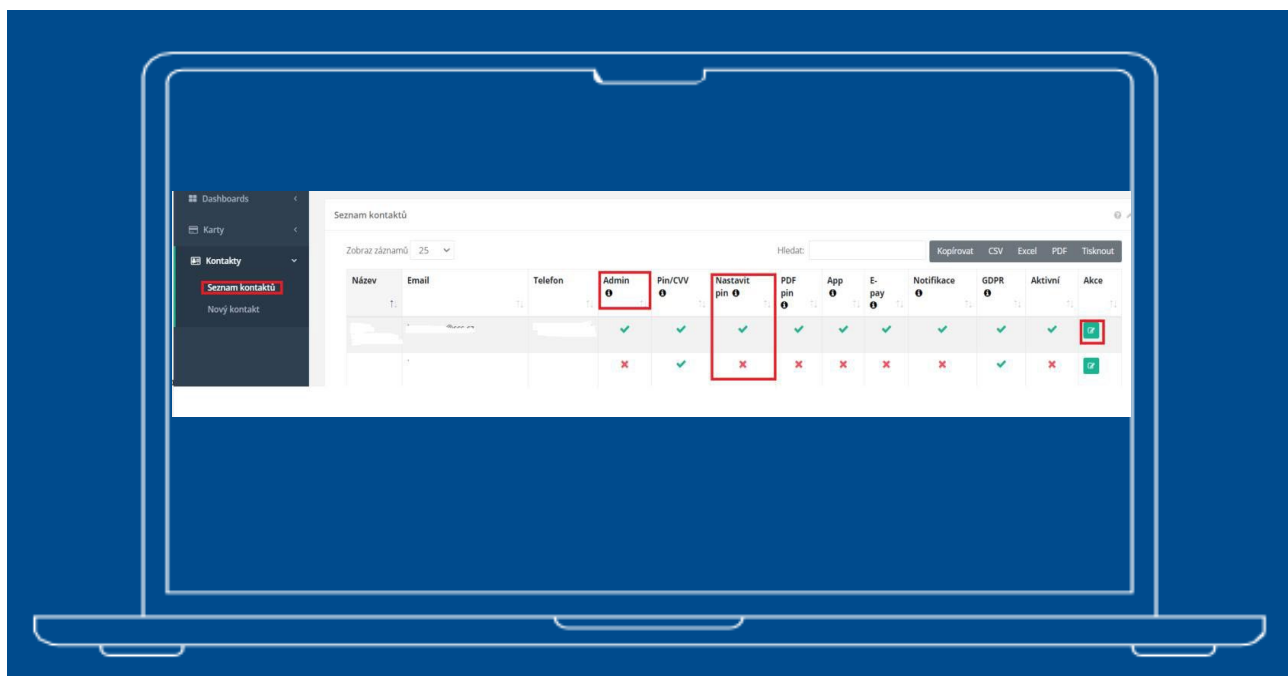 Dashboards
Karty
Kontakty
Seznam kontaktů
Nový kontakt
Seznam kontaktů
Zobraz záznamů 25
Hledat:
Kopírovat CSV Excel PDF Tisknout
Název Email Telefon Admin Pin/CVV Nastavit pin PDF pin App E-pay Notifikace GDPR Aktivní Akce